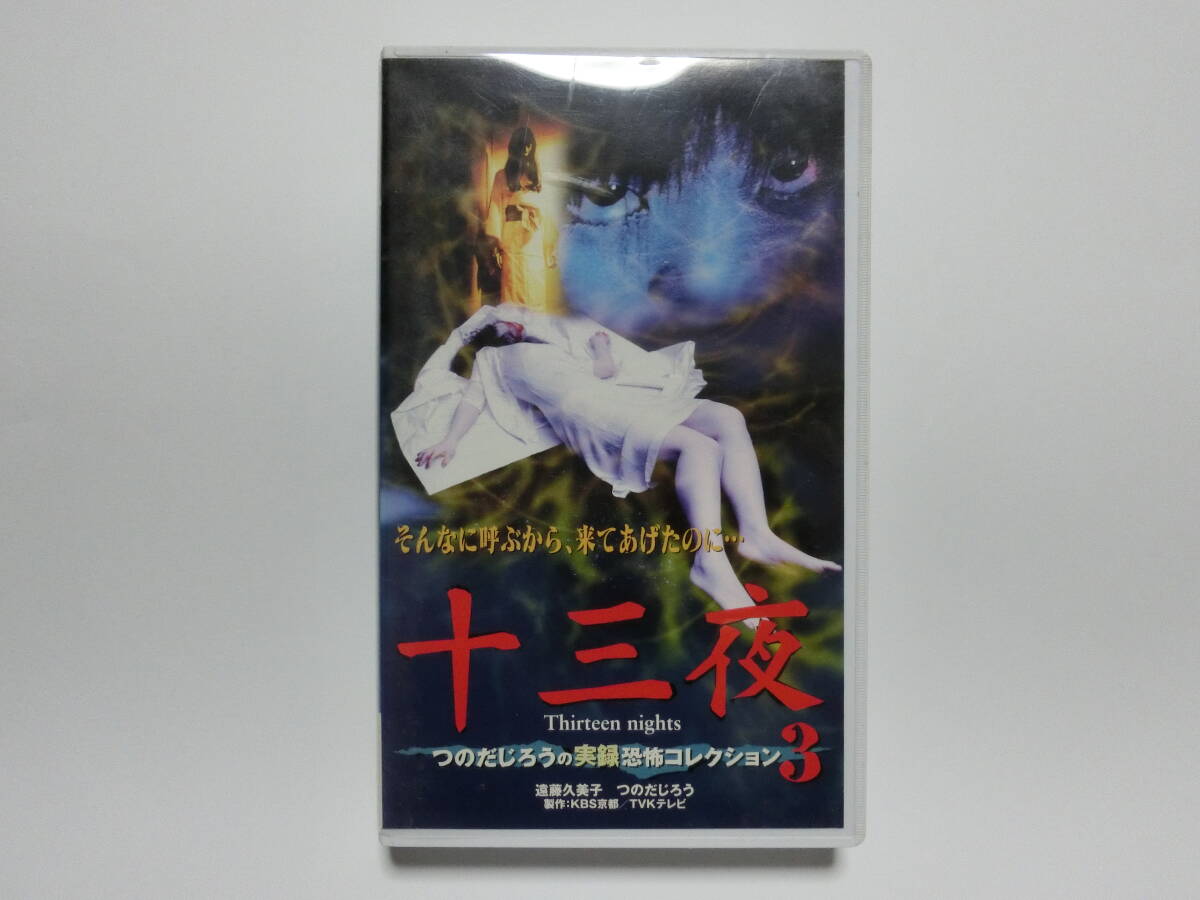 そんなに呼ぶから、来てあげたのに…
十三夜
Thirteen nights
3
つのだじろうの実録恐怖コレクション
遠藤久美子 つのだじろう
製作:KBS京都/TVKテレビ